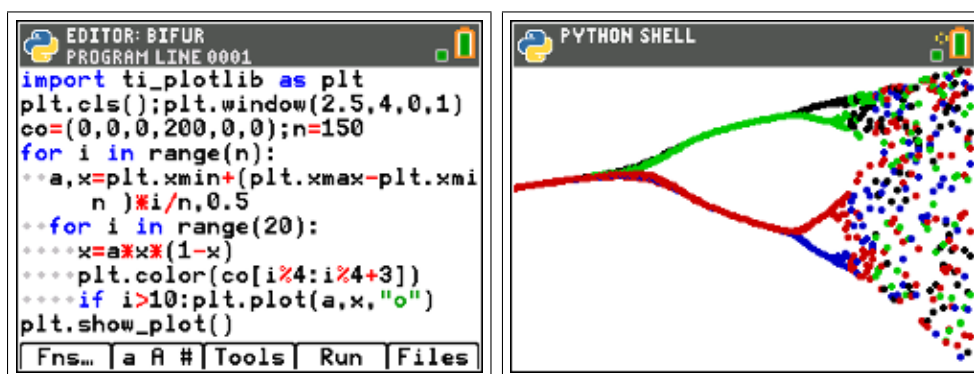 EDITOR: BIFUR
PROGRAM LINE 0001
import ti_plotlib as plt
plt.cls();plt.window(2.5,4,0,1)
co=(0,0,0,200,0,0);n=150
for i in range(n):
··a,x=plt.xmin+(plt.xmax-plt.xmi
n )*i/n,0.5
··for i in range(20):
····x=a*x*(1-x)
····plt.color(co[i%4:i%4+3])
····if i>10:plt.plot(a,x,"o")
plt.show_plot()
Fns… a A # Tools Run Files
PYTHON SHELL